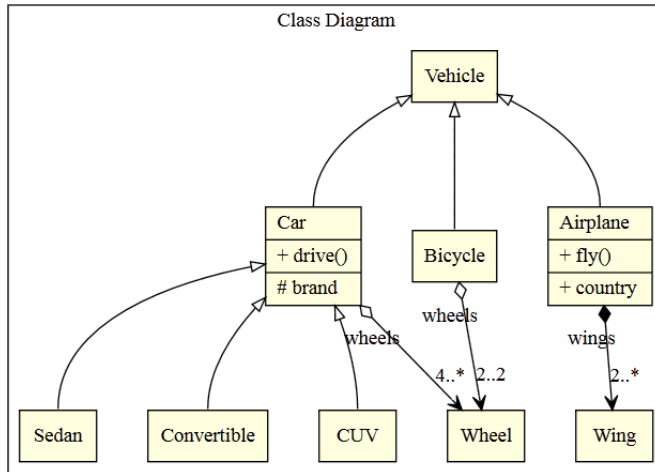 Class Diagram
Vehicle
Car
+ drive()
# brand
Bicycle
Airplane
+ fly()
+ country
wheels
wheels
wings
4..*
2..2
2..*
Sedan
Convertible
CUV
Wheel
Wing